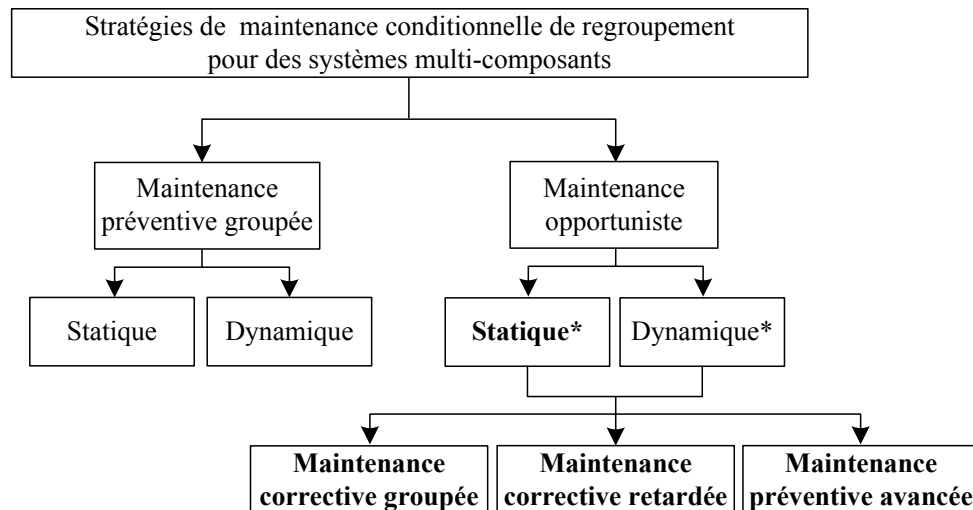 Stratégies de maintenance conditionnelle de regroupement
pour des systèmes multi-composants
Maintenance
préventive groupée
Maintenance
opportuniste
Statique
Dynamique
Statique*
Dynamique*
Maintenance
corrective groupée
Maintenance
corrective retardée
Maintenance
préventive avancée